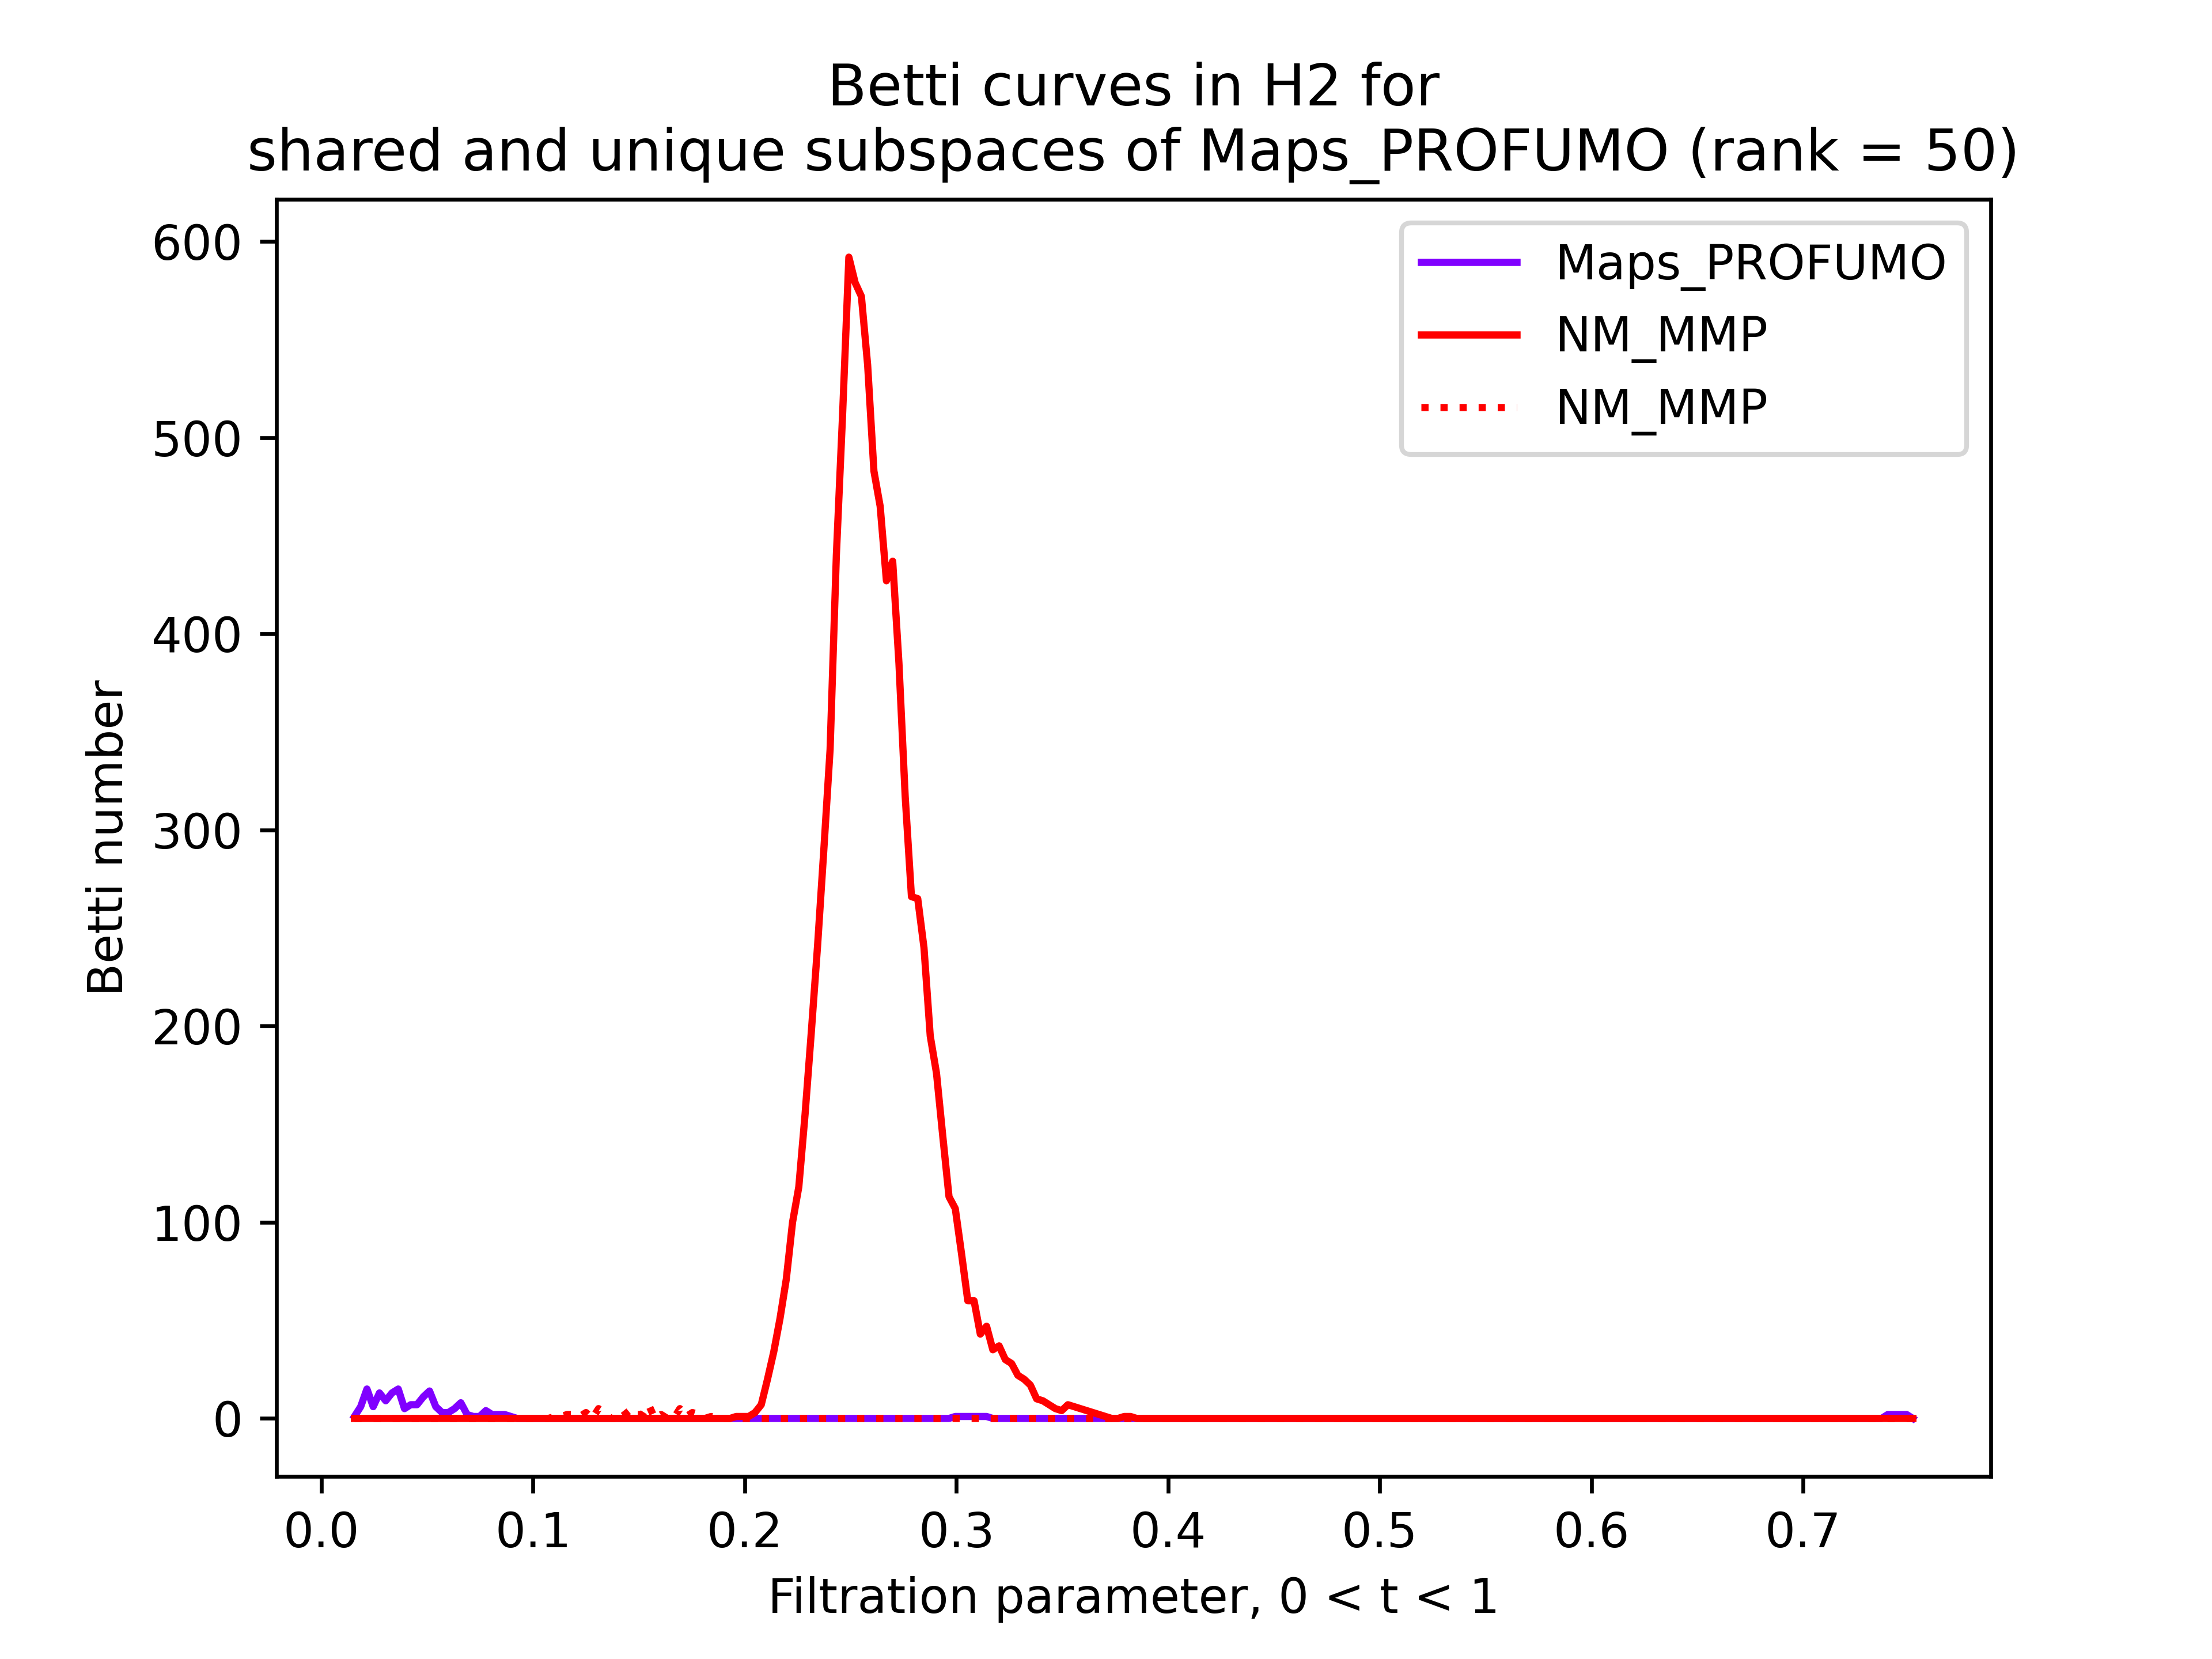 Betti curves in H2 for
shared and unique subspaces of Maps_PROFUMO (rank = 50)
Maps_PROFUMO
NM_MMP
NM_MMP
Betti number
600
500
400
300
200
100
0
0.0 0.1 0.2 0.3 0.4 0.5 0.6 0.7
Filtration parameter, 0 < t < 1